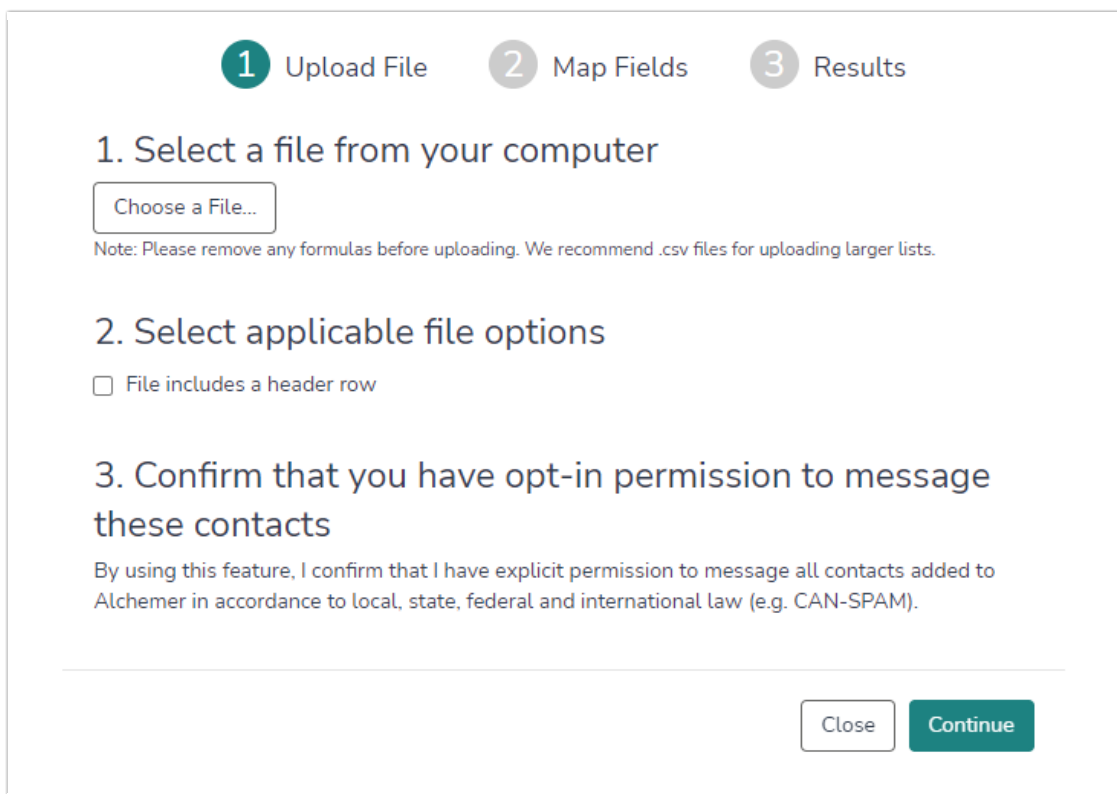 1 Upload File 2 Map Fields 3 Results
1. Select a file from your computer
Choose a File...
Note: Please remove any formulas before uploading. We recommend .csv files for uploading larger lists.
2. Select applicable file options
File includes a header row
3. Confirm that you have opt-in permission to message
these contacts
By using this feature, I confirm that I have explicit permission to message all contacts added to
Alchemer in accordance to local, state, federal and international law (e.g. CAN-SPAM).
Close Continue